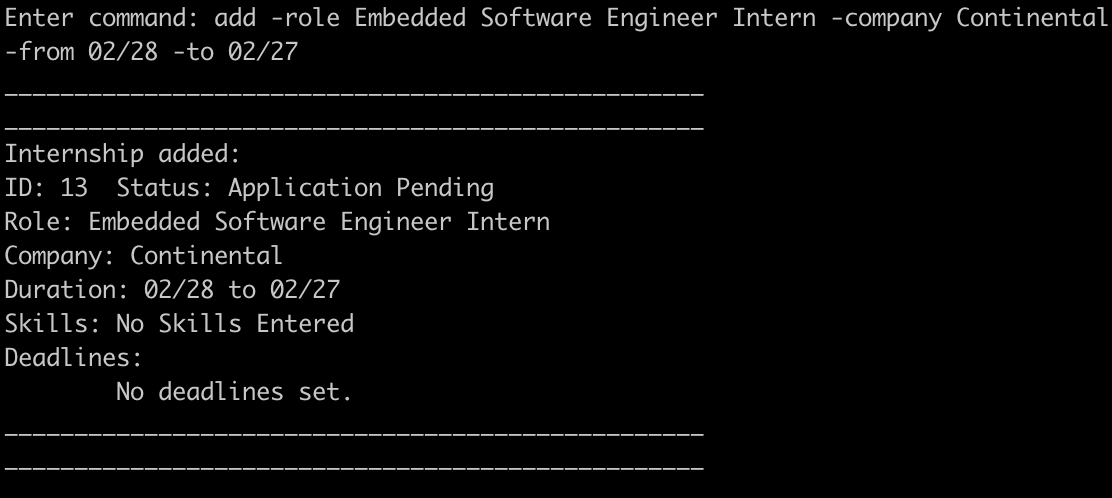 Enter command: add -role Embedded Software Engineer Intern -company Continental
-from 02/28 -to 02/27
__________________________________________________
__________________________________________________
Internship added:
ID: 13  Status: Application Pending
Role: Embedded Software Engineer Intern
Company: Continental
Duration: 02/28 to 02/27
Skills: No Skills Entered
Deadlines:
        No deadlines set.
__________________________________________________
__________________________________________________